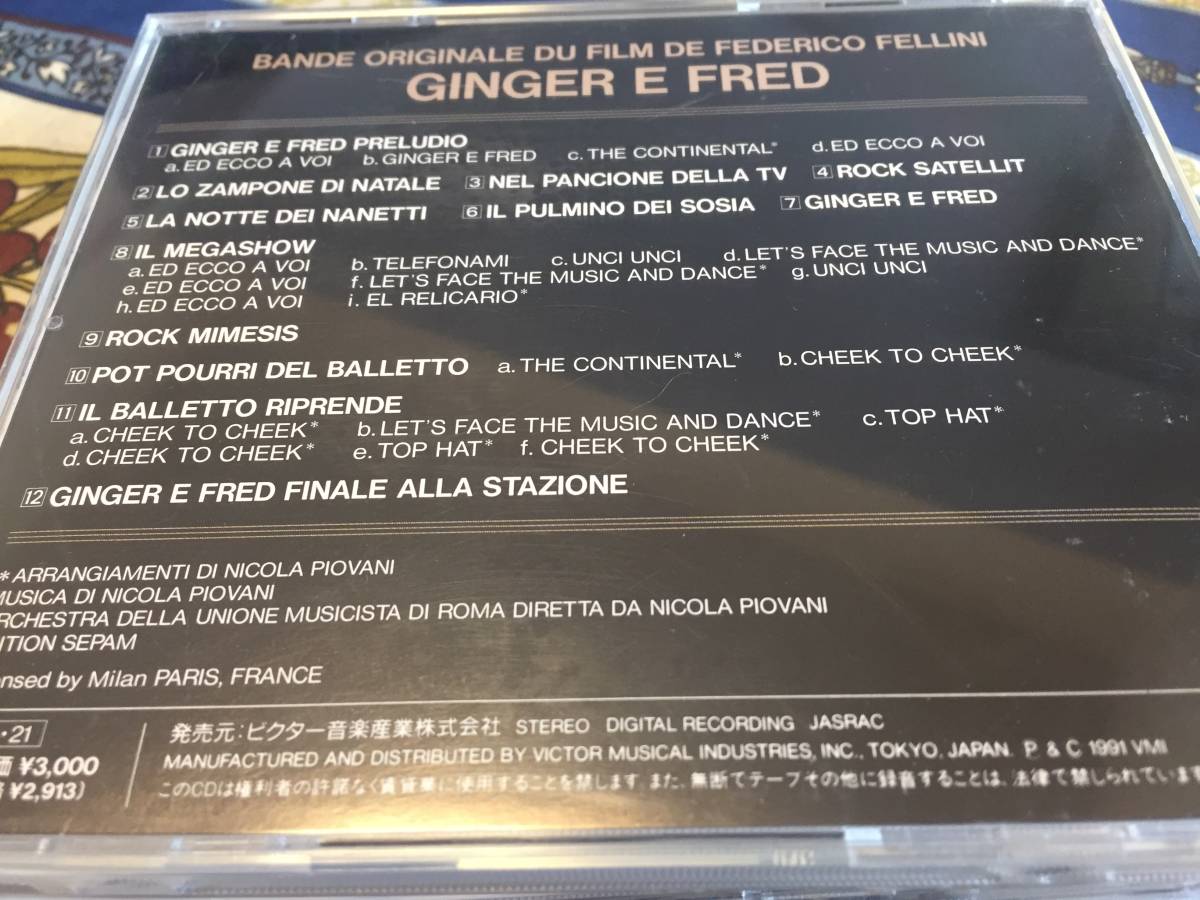 BANDE ORIGINALE DU FILM DE FEDERICO FELLINI
GINGER E FRED
1 GINGER E FRED PRELUDIO
a. ED ECCO A VOI b. GINGER E FRED c. THE CONTINENTAL* d. ED ECCO A VOI
2 LO ZAMPONE DI NATALE 3 NEL PANCIONE DELLA TV 4 ROCK SATELLIT
5 LA NOTTE DEI NANETTI 6 IL PULMINO DEI SOSIA 7 GINGER E FRED
8 IL MEGASHOW
a. ED ECCO A VOI b. TELEFONAMI c. UNCI UNCI d. LET'S FACE THE MUSIC AND DANCE*
e. ED ECCO A VOI f. LET'S FACE THE MUSIC AND DANCE* g. UNCI UNCI
h. ED ECCO A VOI i. EL RELICARIO*
9 ROCK MIMESIS
10 POT POURRI DEL BALLETTO a. THE CONTINENTAL* b. CHEEK TO CHEEK*
11 IL BALLETTO RIPRENDE
a. CHEEK TO CHEEK* b. LET'S FACE THE MUSIC AND DANCE* c. TOP HAT*
d. CHEEK TO CHEEK* e. TOP HAT* f. CHEEK TO CHEEK*
12 GINGER E FRED FINALE ALLA STAZIONE
* ARRANGIAMENTI DI NICOLA PIOVANI
MUSICA DI NICOLA PIOVANI
RCHESTRA DELLA UNIONE MUSICISTA DI ROMA DIRETTA DA NICOLA PIOVANI
ITION SEPAM
ensed by Milan PARIS, FRANCE
・21 発売元:ビクター音楽産業株式会社 STEREO DIGITAL RECORDING JASRAC
価 ¥3,000 MANUFACTURED AND DISTRIBUTED BY VICTOR MUSICAL INDUSTRIES, INC., TOKYO, JAPAN. P & C 1991 VMI
¥2,913) このCDは権利者の許諾なく賃貸業に使用することを禁じます。また、無断でテープその他に録音することは、法律で禁じられています